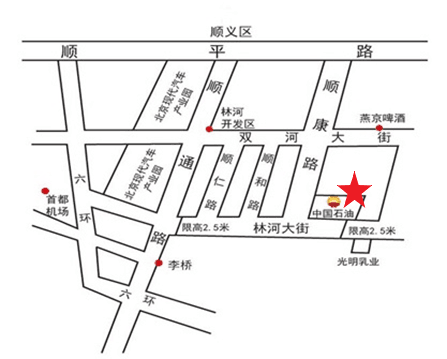 顺义区
顺平路
北京现代汽车
产业园
顺通路
林河
开发区
顺康路
燕京啤酒
双河大街
六环
首都
机场
北京现代汽车
产业园
顺和路
中国石油
限高2.5米
林河大街
限高2.5米
光明乳业
李桥
六环